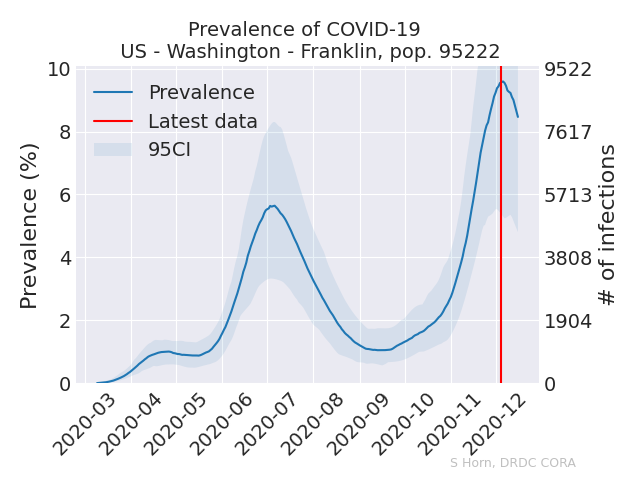 Prevalence of COVID-19
US - Washington - Franklin, pop. 95222
Prevalence
Latest data
95CI
Prevalence (%)
10
8
6
4
2
0
9522
7617
5713
3808
1904
0
# of infections
2020-03
2020-04
2020-05
2020-06
2020-07
2020-08
2020-09
2020-10
2020-11
2020-12
S Horn, DRDC CORA